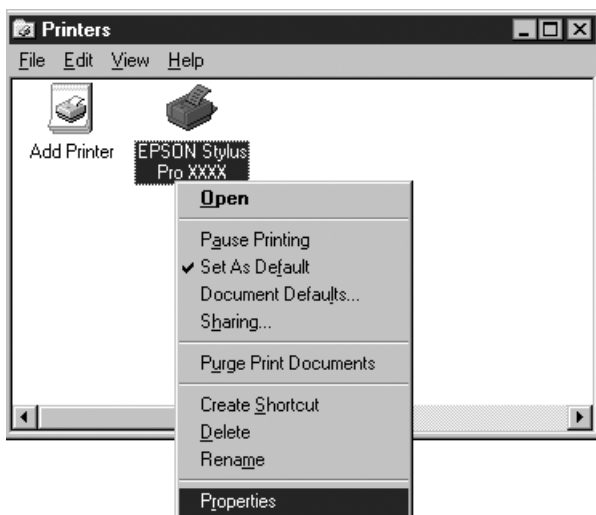 Printers
File Edit View Help
Add Printer
EPSON Stylus
Pro XXXX
Open
Pause Printing
Set As Default
Document Defaults...
Sharing...
Purge Print Documents
Create Shortcut
Delete
Rename
Properties